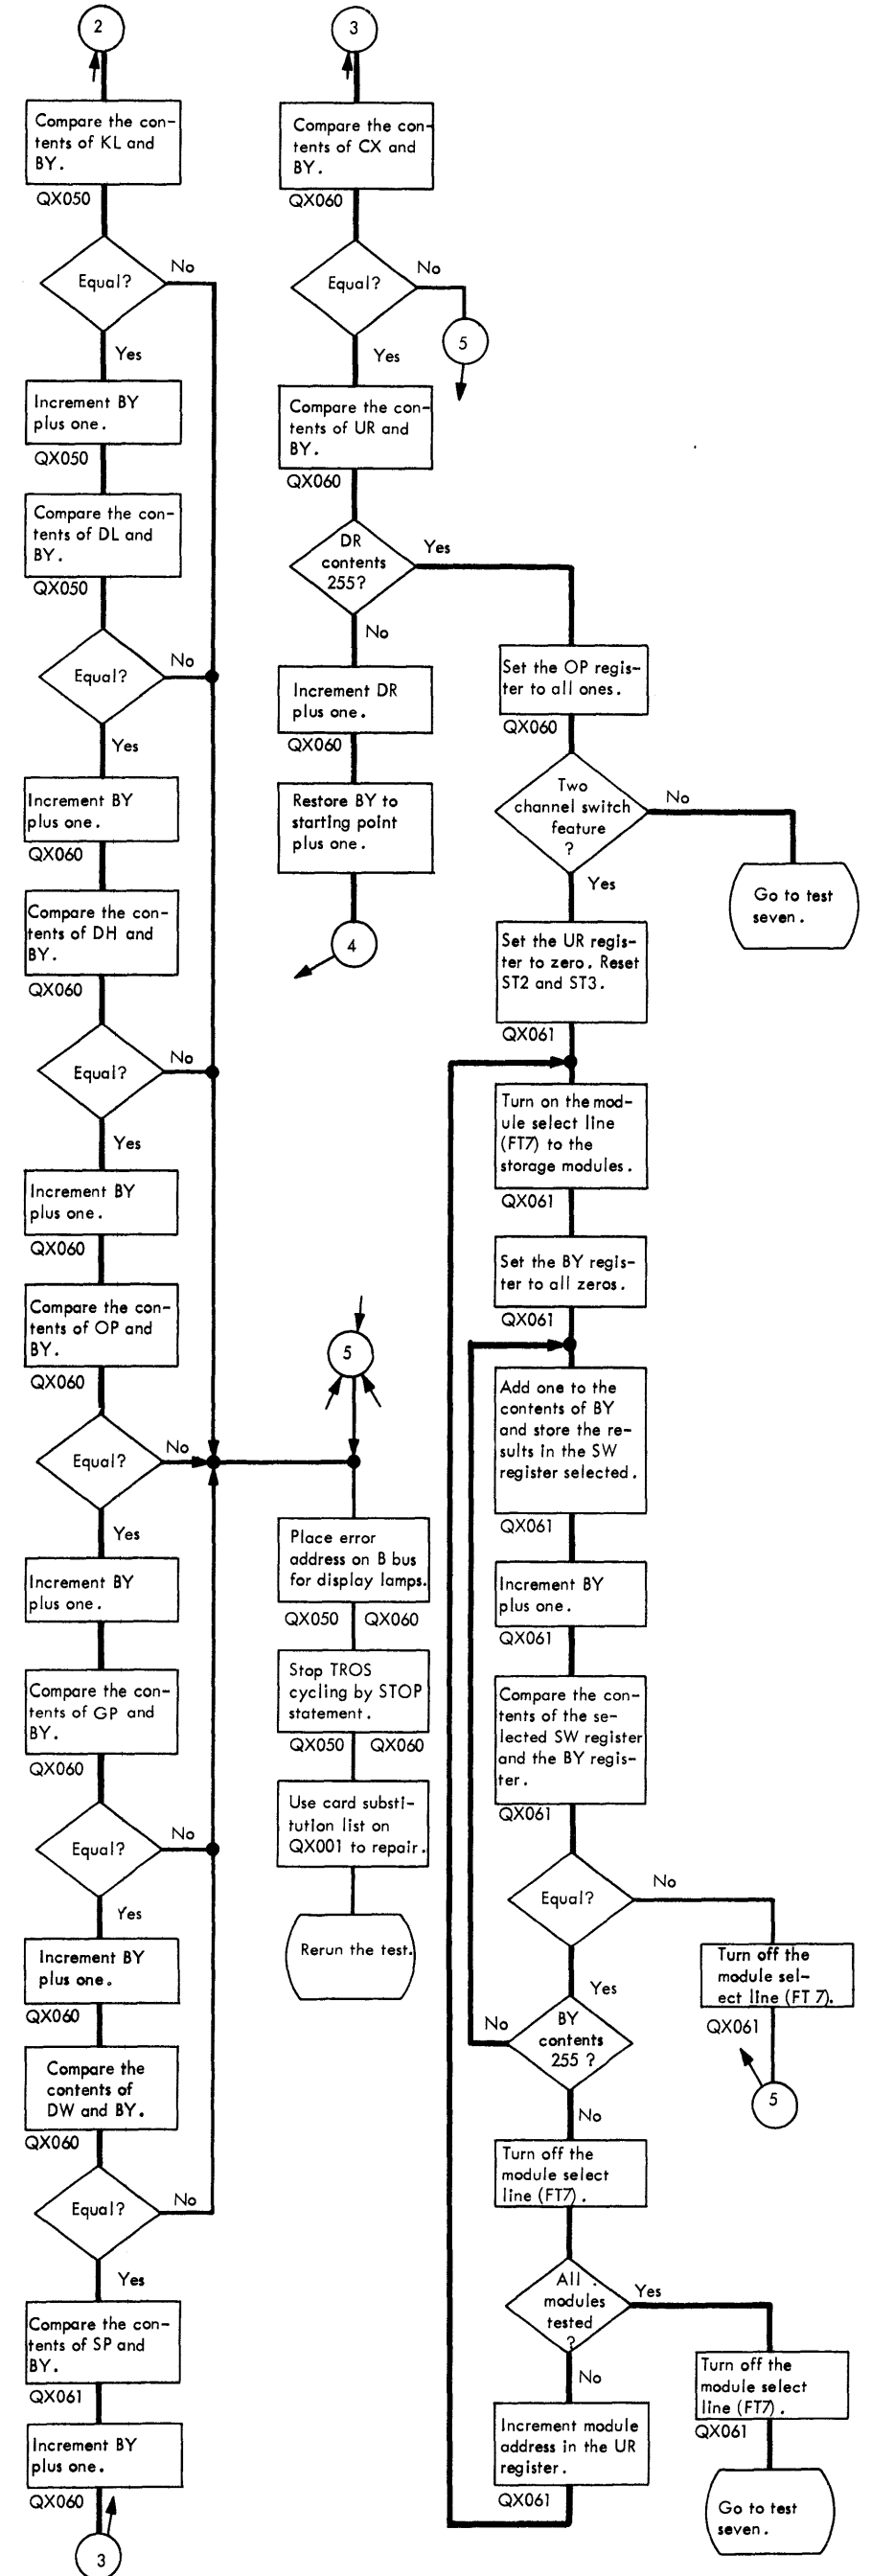 2
Compare the con-
tents of KL and
BY.
QX050
Equal?
No
Yes
Increment BY
plus one.
QX050
Compare the con-
tents of DL and
BY.
QX050
Equal?
No
Yes
Increment BY
plus one.
QX060
Compare the con-
tents of DH and
BY.
QX060
Equal?
No
Yes
Increment BY
plus one.
QX060
Compare the con-
tents of OP and
BY.
QX060
Equal?
No
Yes
Increment BY
plus one.
Compare the con-
tents of GP and
BY.
QX060
Equal?
No
Yes
Increment BY
plus one.
QX060
Compare the
contents of
DW and BY.
QX060
Equal?
No
Yes
Compare the con-
tents of SP and
BY.
QX061
Increment BY
plus one.
QX060
3
3
Compare the con-
tents of CX and
BY.
QX060
Equal?
No
5
Yes
Compare the con-
tents of UR and
BY.
QX060
DR
contents
255?
Yes
No
Increment DR
plus one.
QX060
Restore BY to
starting point
plus one.
4
5
Place error
address on B bus
for display lamps.
QX050 QX060
Stop TROS
cycling by STOP
statement.
QX050 QX060
Use card substi-
tution list on
QX001 to repair.
Rerun the test.
Set the OP regis-
ter to all ones.
QX060
Two
channel switch
feature
?
No
Go to test
seven.
Yes
Set the UR regis-
ter to zero. Reset
ST2 and ST3.
QX061
Turn on the mod-
ule select line
(FT7) to the
storage modules.
QX061
Set the BY regis-
ter to all zeros.
QX061
Add one to the
contents of BY
and store the re-
sults in the SW
register selected.
QX061
Increment BY
plus one.
QX061
Compare the con-
tents of the se-
lected SW register
and the BY regis-
ter.
QX061
Equal?
No
Turn off the
module sel-
ect line (FT 7).
QX061
5
Yes
BY
contents
255 ?
No
No
Turn off the
module select
line (FT7).
All
modules
tested
?
Yes
Turn off the
module select
line (FT7).
QX061
Go to test
seven.
No
Increment module
address in the UR
register.
QX061